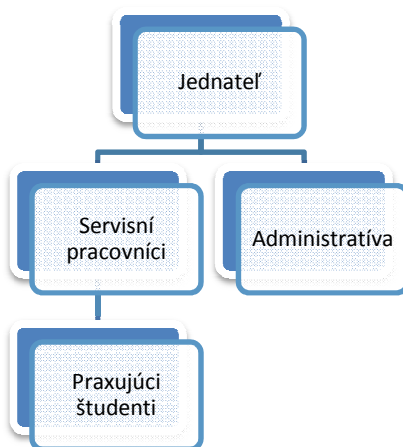 Jednateľ
Servisní
pracovníci
Administratíva
Praxujúci
študenti